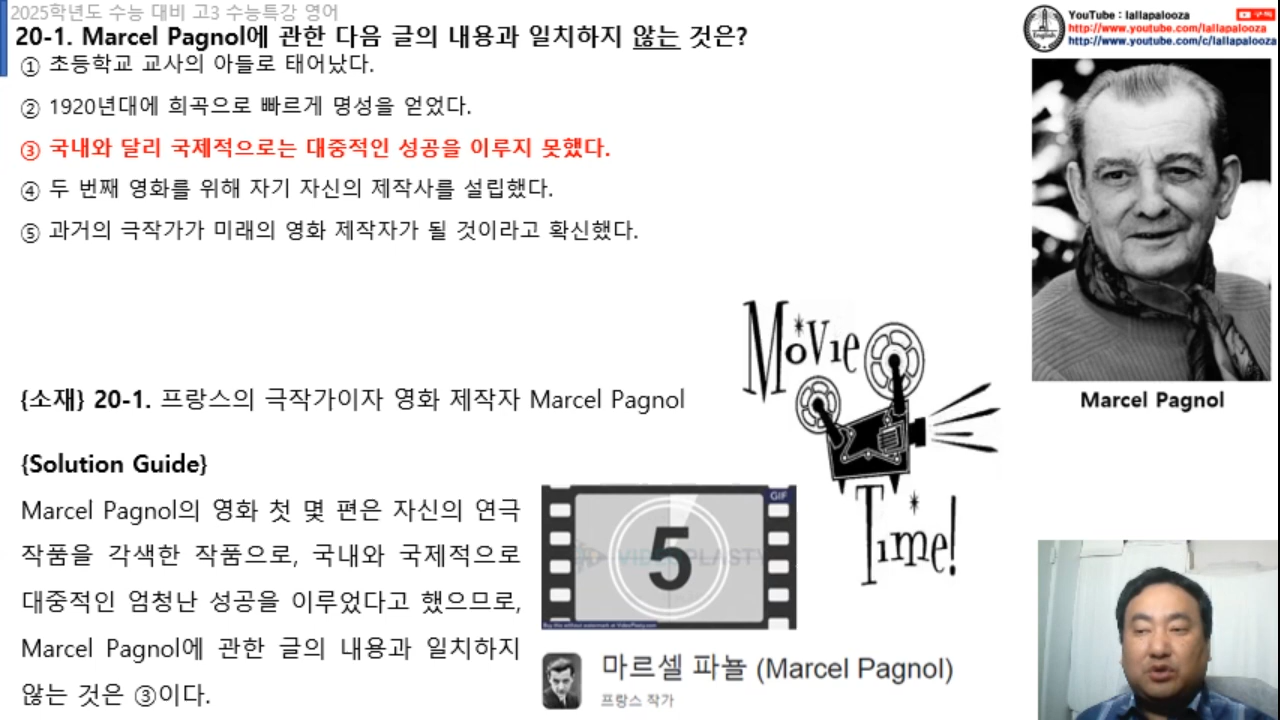 2025학년도 수능 대비 고3 수능특강 영어
20-1. Marcel Pagnol에 관한 다음 글의 내용과 일치하지 않는 것은?
① 초등학교 교사의 아들로 태어났다.
② 1920년대에 희곡으로 빠르게 명성을 얻었다.
③ 국내와 달리 국제적으로는 대중적인 성공을 이루지 못했다.
④ 두 번째 영화를 위해 자기 자신의 제작사를 설립했다.
⑤ 과거의 극작가가 미래의 영화 제작자가 될 것이라고 확신했다.
YouTube : lallapalooza
구독
http://www.youtube.com/lallapalooza
http://www.youtube.com/c/lallapalooza
English
Marcel Pagnol
Movie
Time!
{소재} 20-1. 프랑스의 극작가이자 영화 제작자 Marcel Pagnol
{Solution Guide}
Marcel Pagnol의 영화 첫 몇 편은 자신의 연극
작품을 각색한 작품으로, 국내와 국제적으로
대중적인 엄청난 성공을 이루었다고 했으므로,
Marcel Pagnol에 관한 글의 내용과 일치하지
않는 것은 ③이다.
GIF
VIDEOPLASTY
5
Buy this without watermark at VideoPlasty.com
마르셀 파뇰 (Marcel Pagnol)
프랑스 작가